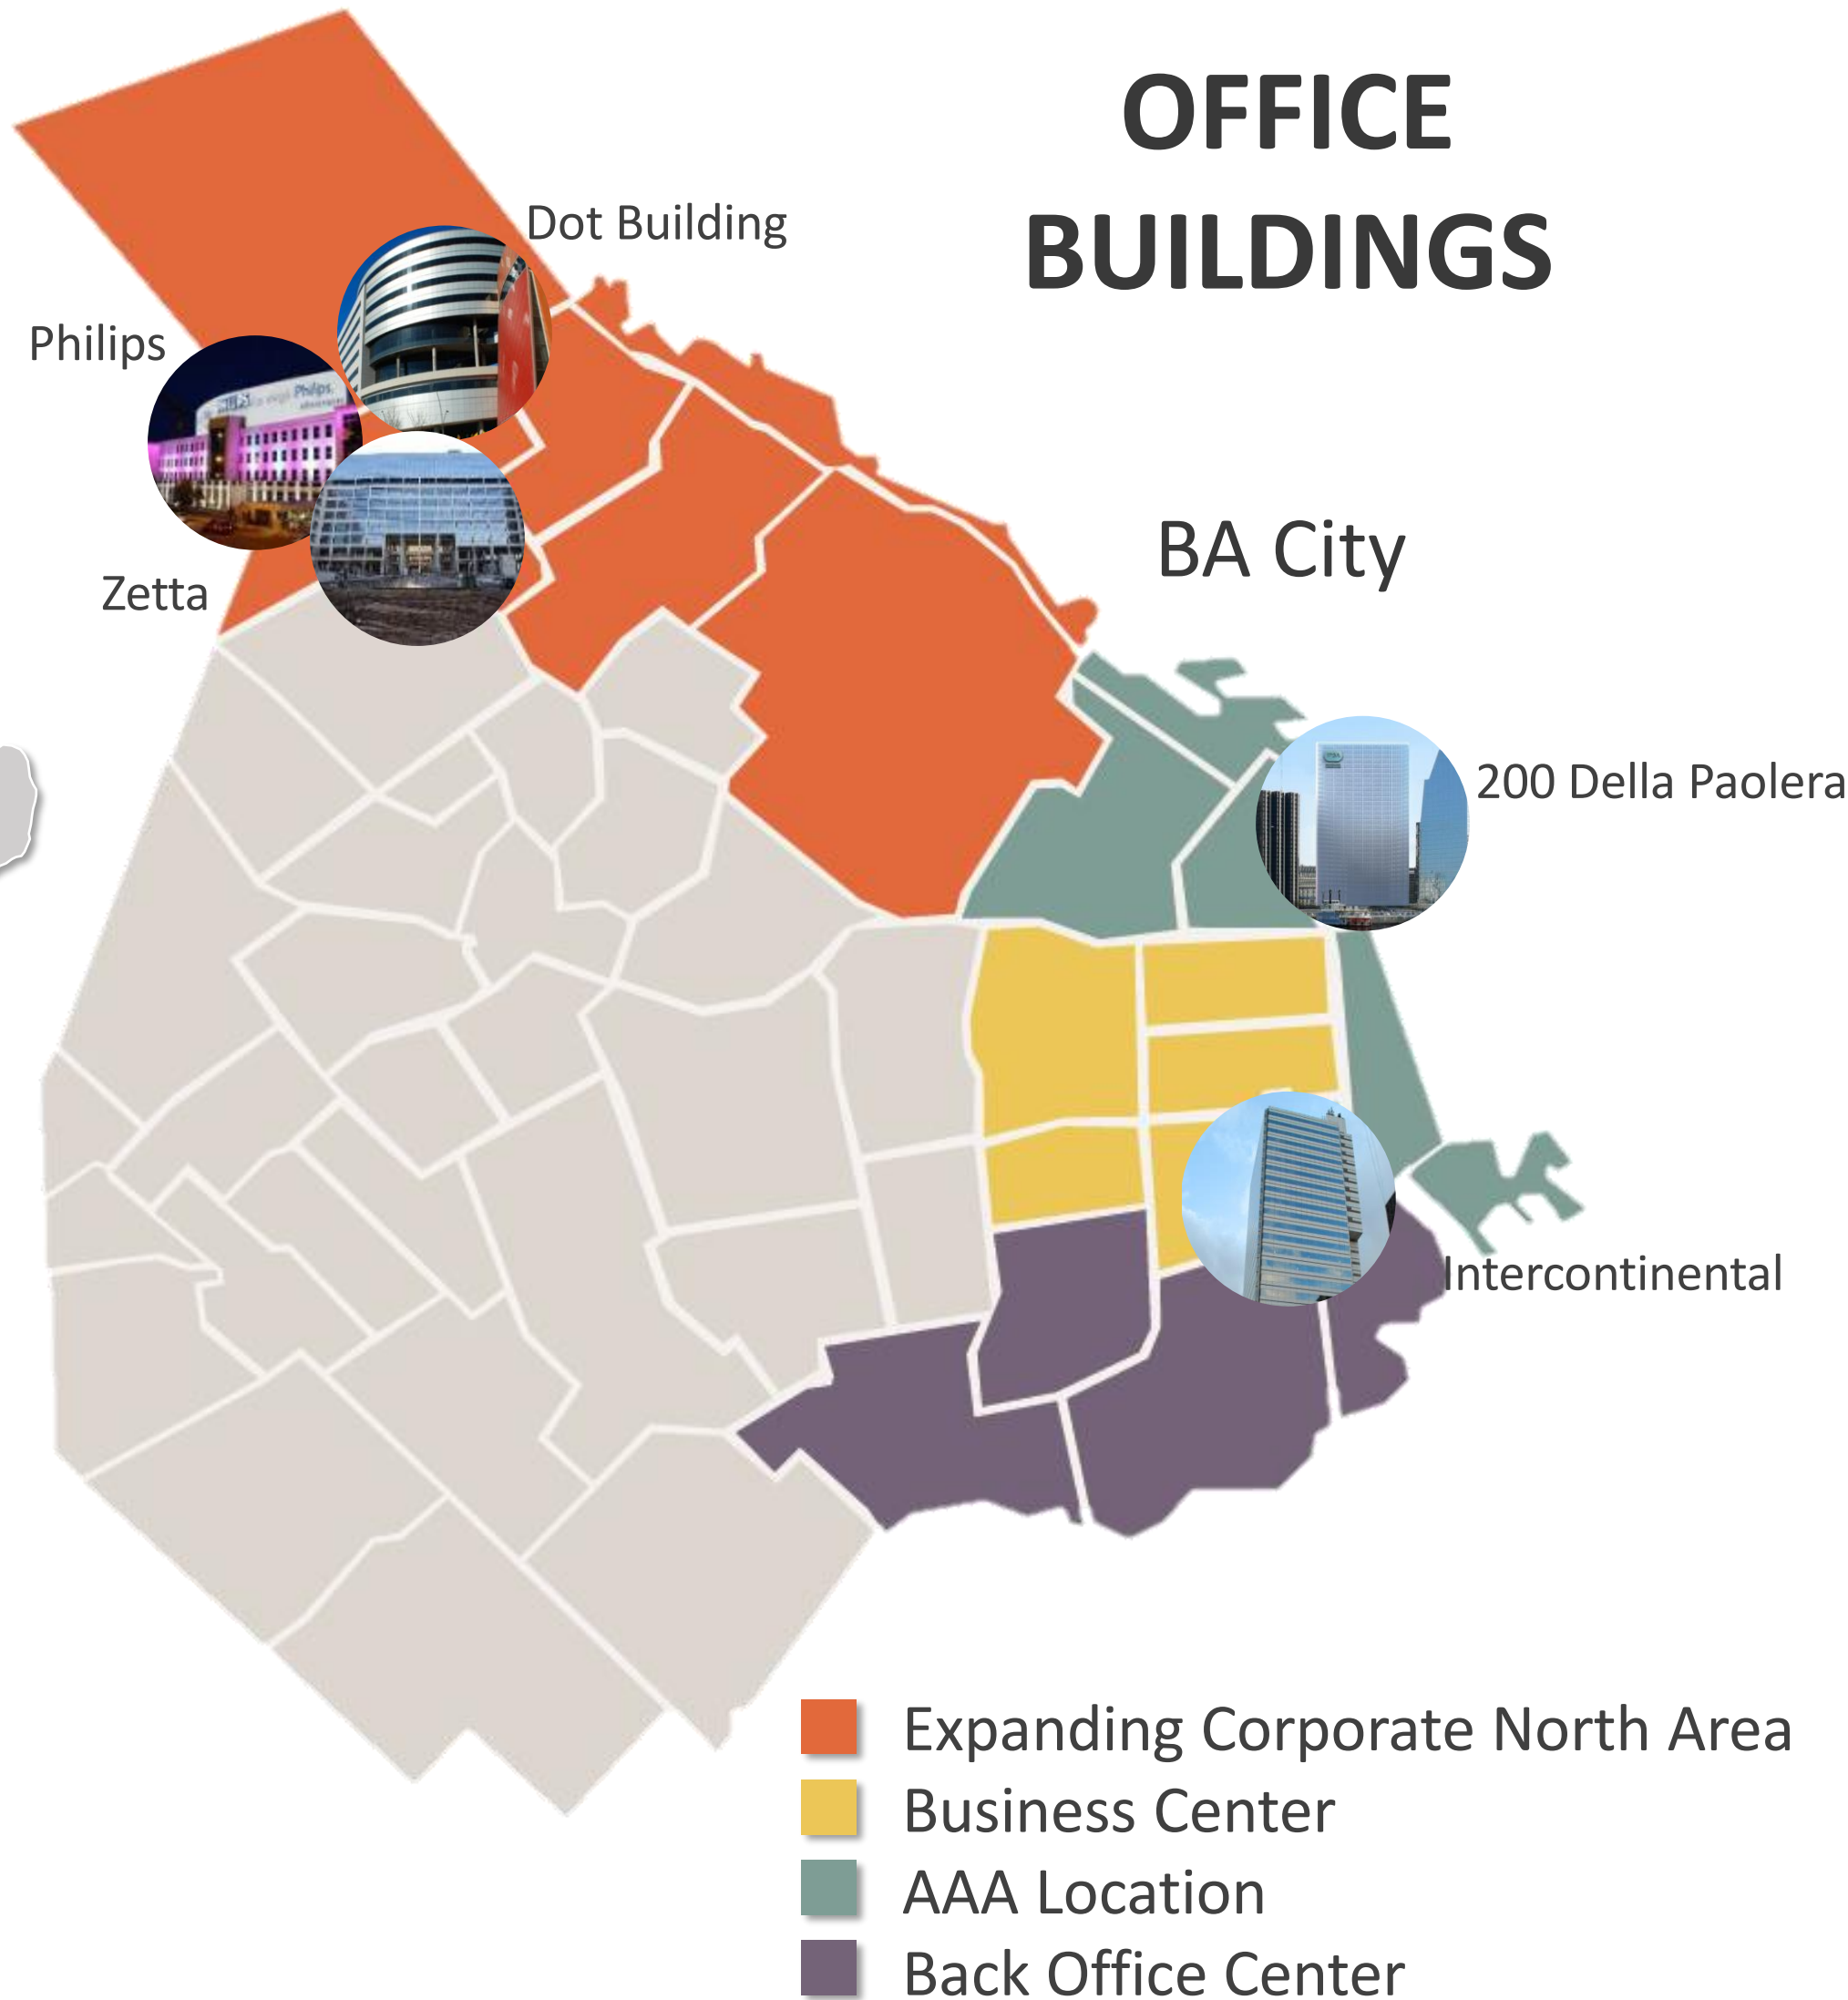 OFFICE
BUILDINGS
Dot Building
Philips
Philips
Zetta
BA City
200 Della Paolera
Intercontinental
Expanding Corporate North Area
Business Center
AAA Location
Back Office Center